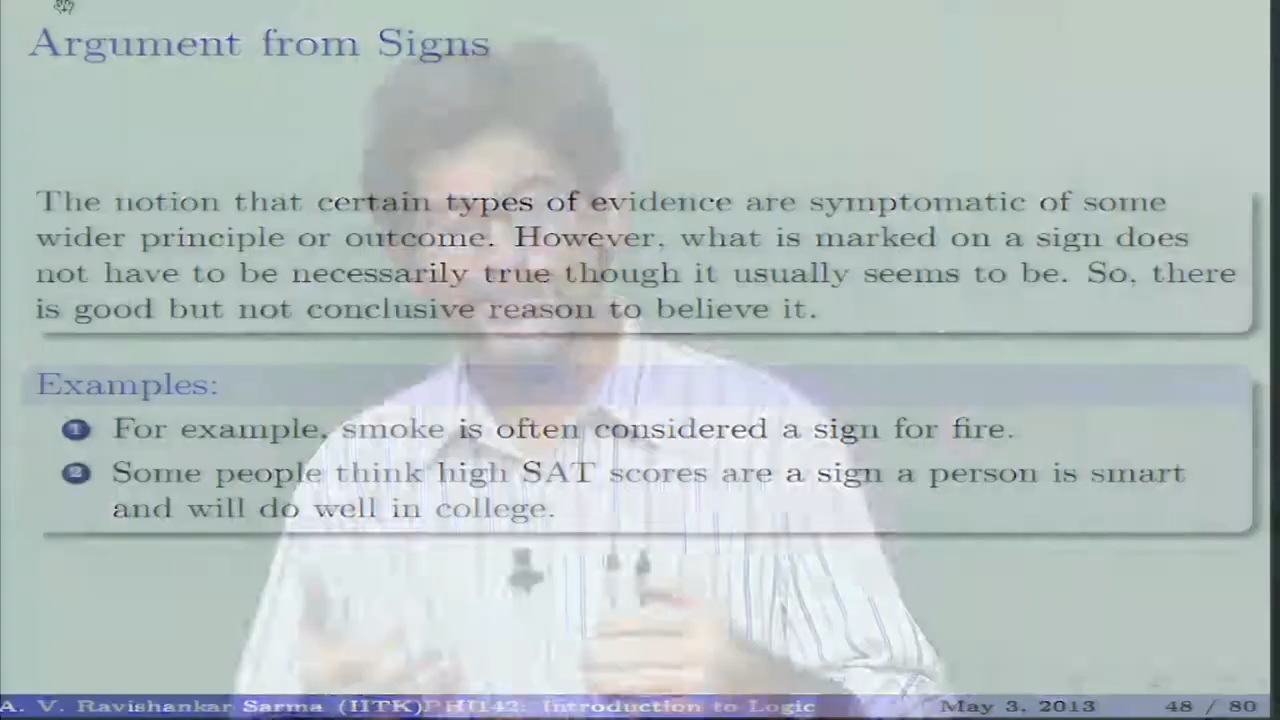 Argument from Signs
The notion that certain types of evidence are symptomatic of some
wider principle or outcome. However, what is marked on a sign does
not have to be necessarily true though it usually seems to be. So, there
is good but not conclusive reason to believe it.
Examples:
1 For example, smoke is often considered a sign for fire.
2 Some people think high SAT scores are a sign a person is smart
and will do well in college.
A. V. Ravishankar Sarma (IITK) PHI142: Introduction to Logic May 3, 2013 48 / 80